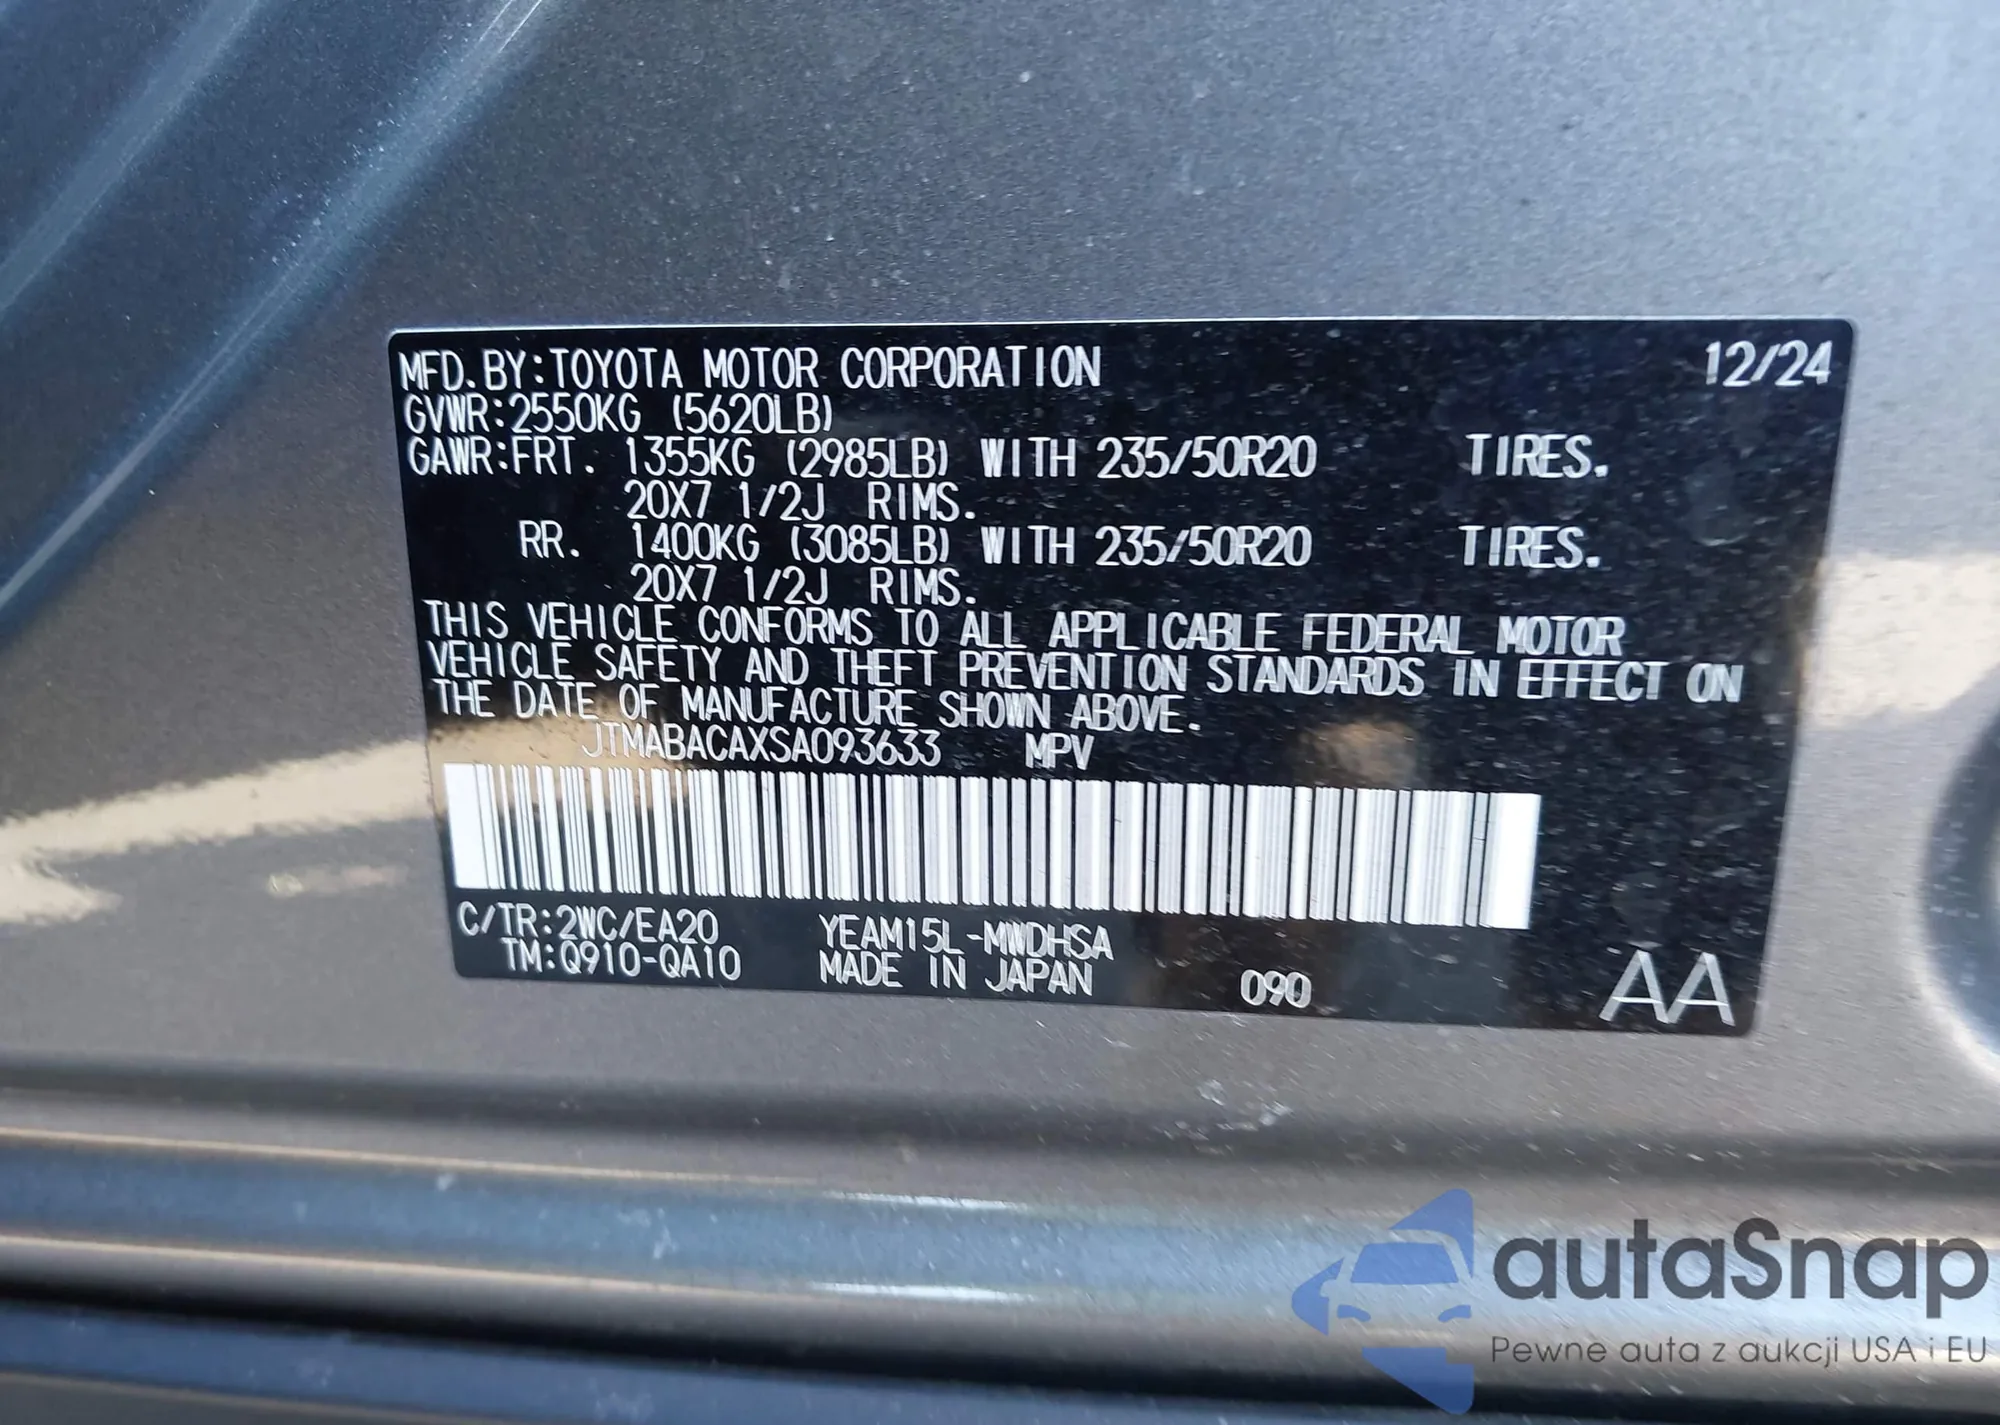 MFD.BY:TOYOTA MOTOR CORPORATION 12/24
GVWR:2550KG (5620LB)
GAWR:FRT. 1355KG (2985LB) WITH 235/50R20 TIRES.
20X7 1/2J RIMS.
RR. 1400KG (3085LB) WITH 235/50R20 TIRES.
20X7 1/2J RIMS.
THIS VEHICLE CONFORMS TO ALL APPLICABLE FEDERAL MOTOR
VEHICLE SAFETY AND THEFT PREVENTION STANDARDS IN EFFECT ON
THE DATE OF MANUFACTURE SHOWN ABOVE.
JTMABACAXSA093633 MPV
C/TR:2WC/EA20 YEAM15L-MWDHSA
TM:Q910-QA10 MADE IN JAPAN 090 AA
autaSnap
Pewne auta z aukcji USA i EU